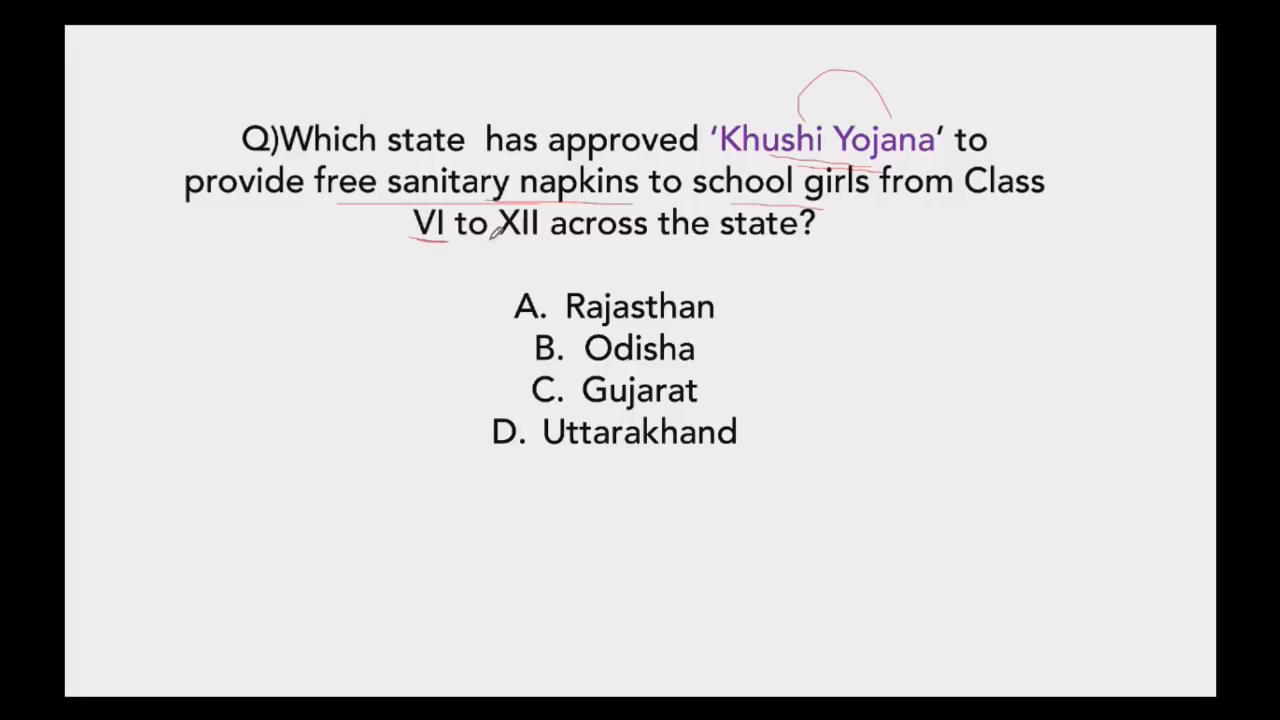 Q)Which state has approved ‘Khushi Yojana’ to
provide free sanitary napkins to school girls from Class
VI to XII across the state?
A. Rajasthan
B. Odisha
C. Gujarat
D. Uttarakhand